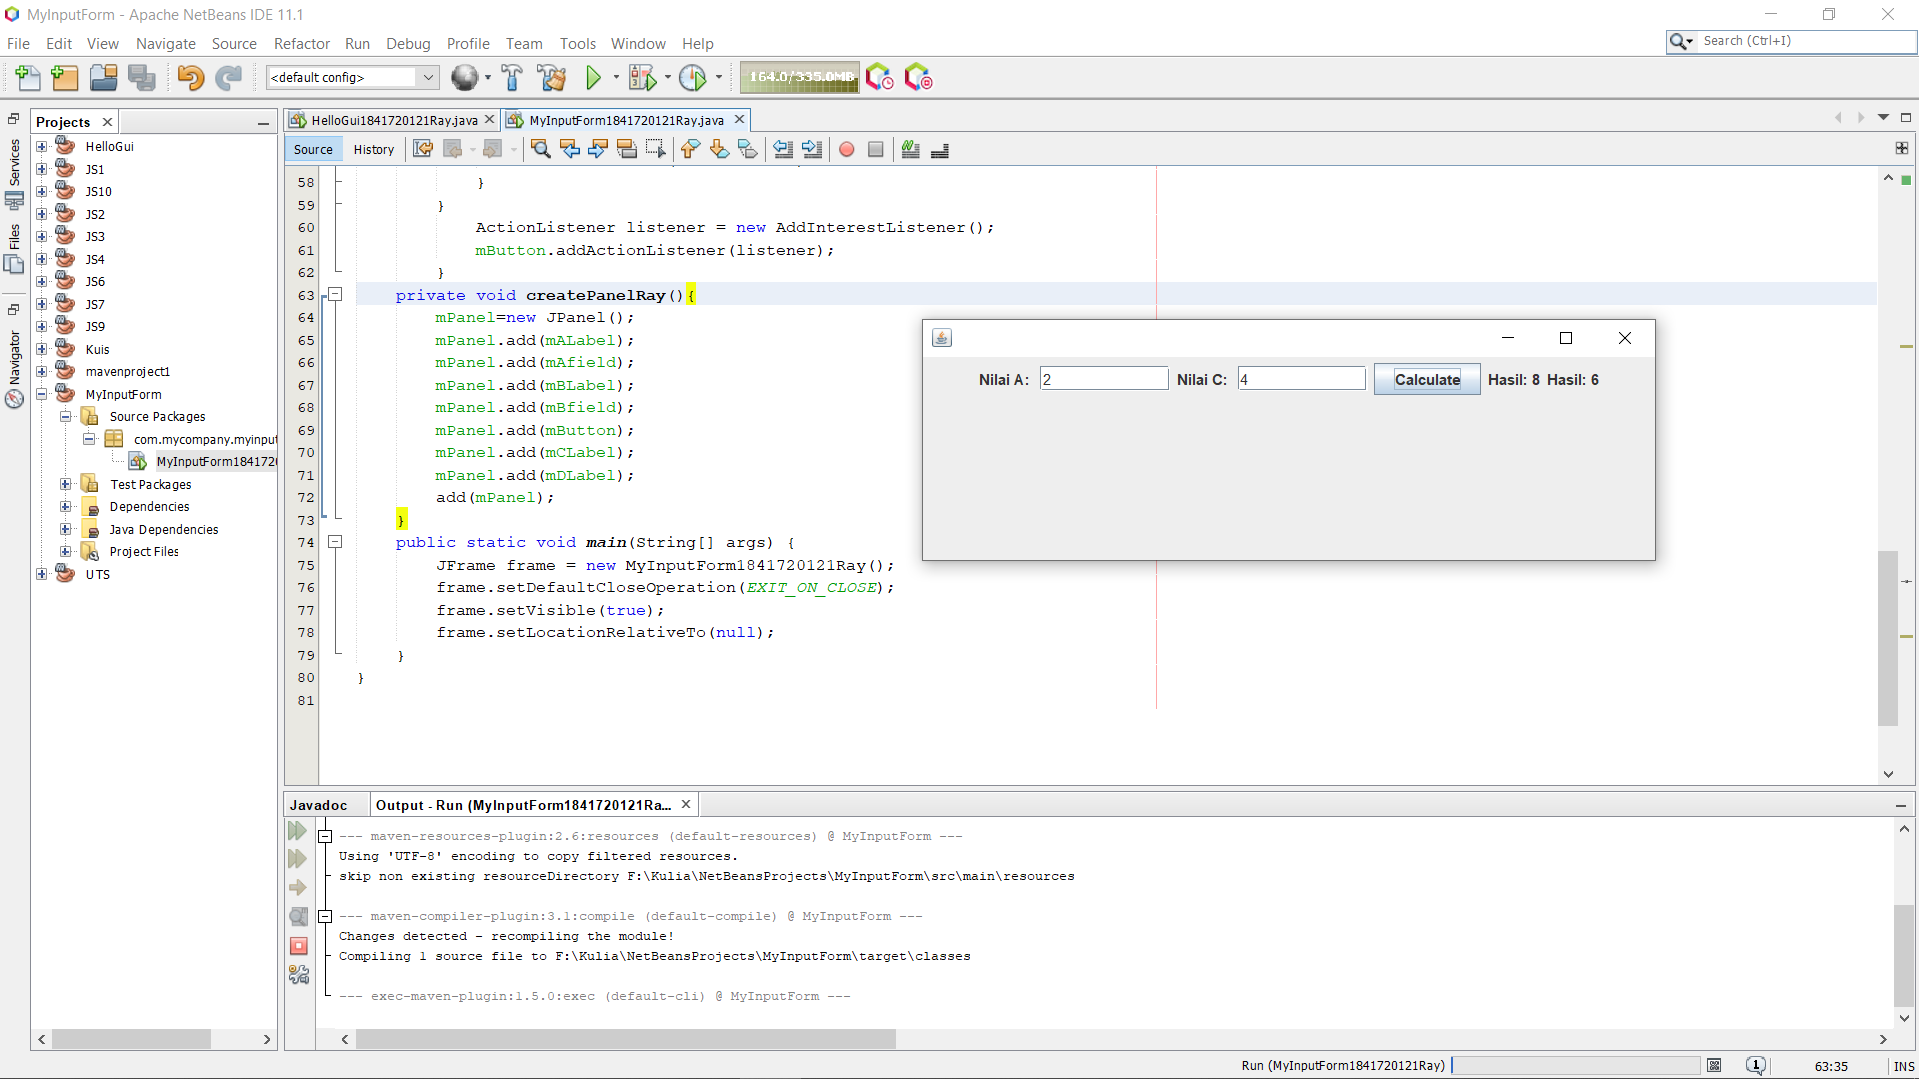 MyInputForm - Apache NetBeans IDE 11.1
File Edit View Navigate Source Refactor Run Debug Profile Team Tools Window Help
Search (Ctrl+I)
<default config>
164.0/335.0MB
Services
Files
Navigator
Projects
HelloGui
JS1
JS10
JS2
JS3
JS4
JS6
JS7
JS9
Kuis
mavenproject1
MyInputForm
Source Packages
com.mycompany.myinput
MyInputForm1841720
Test Packages
Dependencies
Java Dependencies
Project Files
UTS
HelloGui1841720121Ray.java
MyInputForm1841720121Ray.java
Source History
58 }
59 }
60 ActionListener listener = new AddInterestListener();
61 mButton.addActionListener(listener);
62 }
63 private void createPanelRay(){
64 mPanel=new JPanel();
65 mPanel.add(mALabel);
66 mPanel.add(mAfield);
67 mPanel.add(mBLabel);
68 mPanel.add(mBfield);
69 mPanel.add(mButton);
70 mPanel.add(mCLabel);
71 mPanel.add(mDLabel);
72 add(mPanel);
73 }
74 public static void main(String[] args) {
75 JFrame frame = new MyInputForm1841720121Ray();
76 frame.setDefaultCloseOperation(EXIT_ON_CLOSE);
77 frame.setVisible(true);
78 frame.setLocationRelativeTo(null);
79 }
80 }
81
Nilai A: 2 Nilai C: 4 Calculate Hasil: 8 Hasil: 6
Javadoc
Output - Run (MyInputForm1841720121Ra...
--- maven-resources-plugin:2.6:resources (default-resources) @ MyInputForm ---
Using 'UTF-8' encoding to copy filtered resources.
skip non existing resourceDirectory F:\Kulia\NetBeansProjects\MyInputForm\src\main\resources
--- maven-compiler-plugin:3.1:compile (default-compile) @ MyInputForm ---
Changes detected - recompiling the module!
Compiling 1 source file to F:\Kulia\NetBeansProjects\MyInputForm\target\classes
--- exec-maven-plugin:1.5.0:exec (default-cli) @ MyInputForm ---
Run (MyInputForm1841720121Ray)
1
63:35
INS